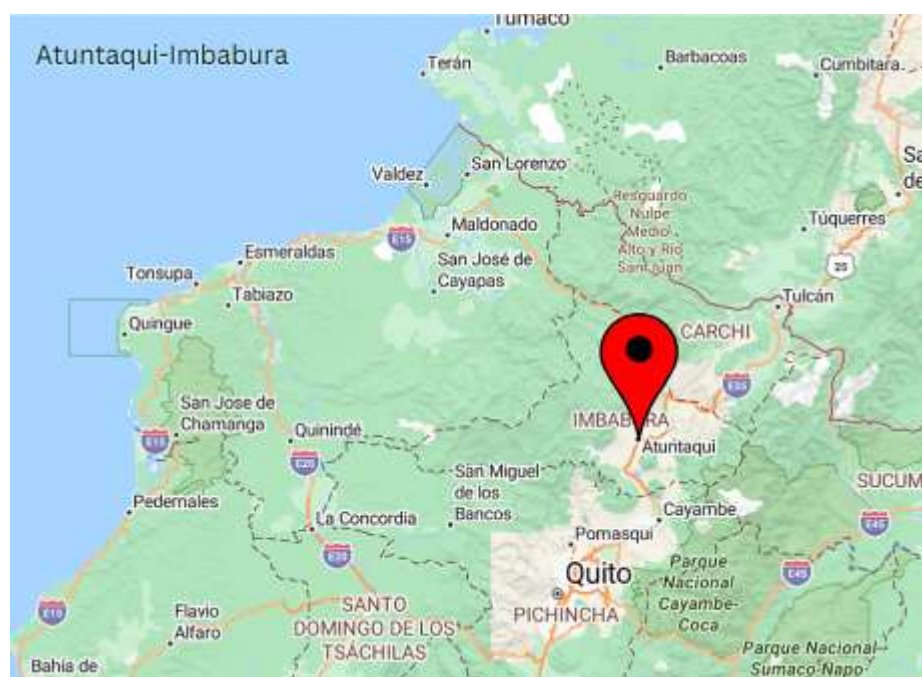 Atuntaqui-Imbabura
Tumaco
Terán
Barbacoas
Cumbitara
Valdez
San Lorenzo
Resguardo
Nulpe
Medio
Alto y Río
San Juan
Túquerres
Maldonado
E15
Esmeraldas
San José de
Cayapas
25
Tonsupa
Tabiazo
Tulcán
Quingue
CARCHI
E35
San Jose de
Chamanga
IMBABURA
Atuntaqui
E15
Quinindé
E20
San Miguel
de los
Bancos
SUCUM
Pedernales
La Concordia
Cayambe
Pomasqui
E45
E20
Quito
Parque
Nacional
Cayambe-
Coca
E45
PICHINCHA
E15
Flavio
Alfaro
SANTO
DOMINGO DE LOS
TSÁCHILAS
Bahía de
Parque Nacional
Sumaco-Napo-